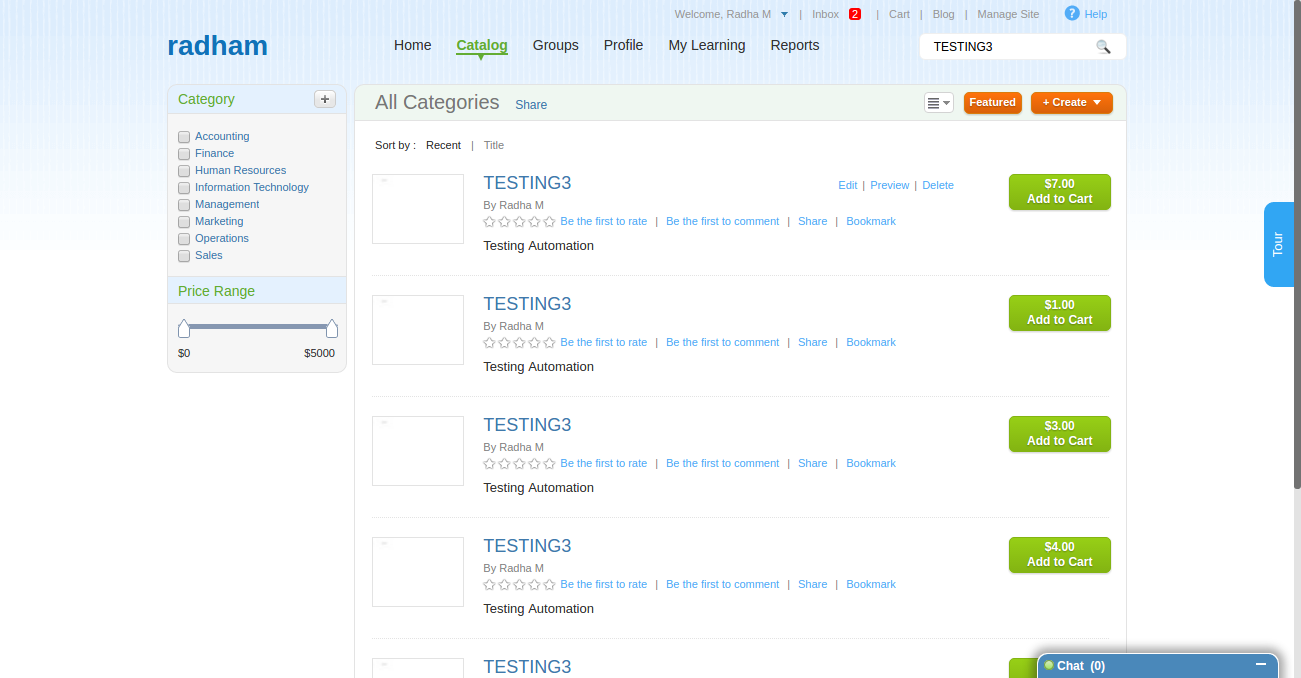 Welcome, Radha M | Inbox 2 | Cart | Blog | Manage Site ? Help
radham
Home Catalog Groups Profile My Learning Reports
TESTING3
Category +
Accounting
Finance
Human Resources
Information Technology
Management
Marketing
Operations
Sales
Price Range
$0 $5000
All Categories Share
Featured + Create
Sort by : Recent | Title
TESTING3
Edit | Preview | Delete
$7.00
Add to Cart
By Radha M
Be the first to rate | Be the first to comment | Share | Bookmark
Testing Automation
TESTING3
$1.00
Add to Cart
By Radha M
Be the first to rate | Be the first to comment | Share | Bookmark
Testing Automation
TESTING3
$3.00
Add to Cart
By Radha M
Be the first to rate | Be the first to comment | Share | Bookmark
Testing Automation
TESTING3
$4.00
Add to Cart
By Radha M
Be the first to rate | Be the first to comment | Share | Bookmark
Testing Automation
TESTING3
Tour
Chat (0)